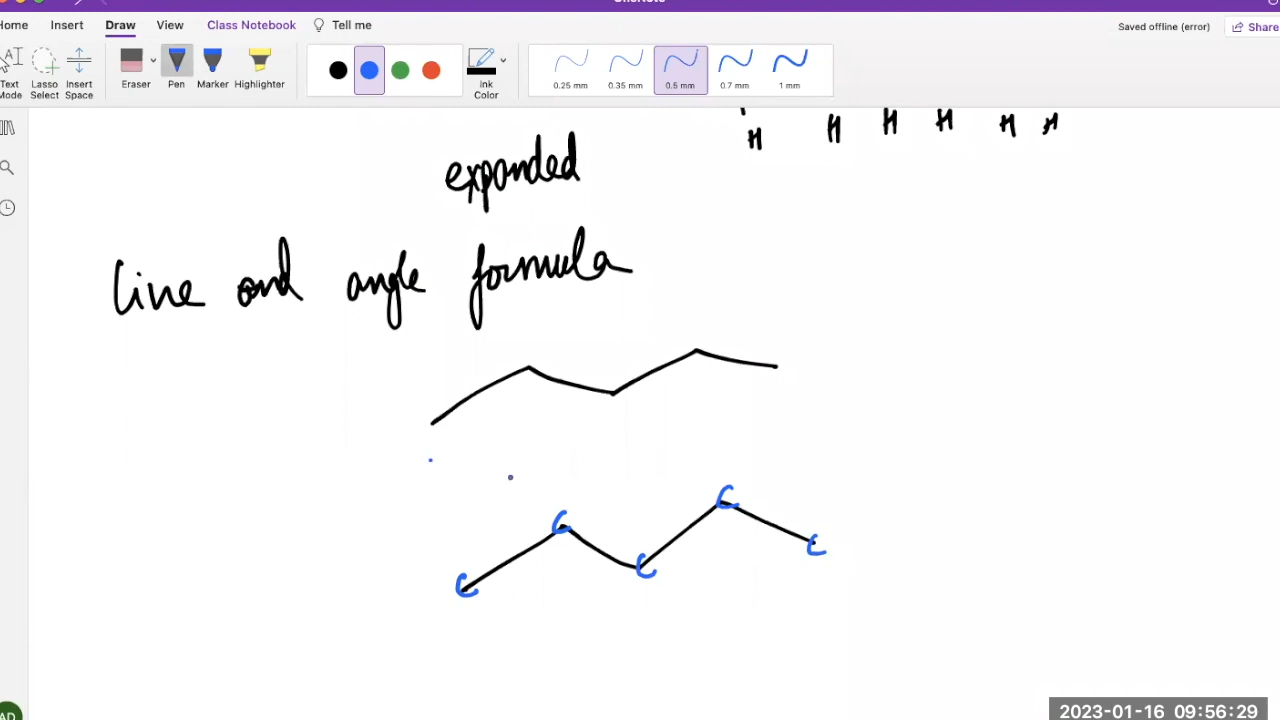 Home Insert Draw View Class Notebook Tell me
Saved offline (error) Share
Text Mode Lasso Select Insert Space Eraser Pen Marker Highlighter Ink Color 0.25 mm 0.35 mm 0.5 mm 0.7 mm 1 mm
H H H H H H
expanded
line and angle formula
C C C C C
AD
2023-01-16 09:56:29